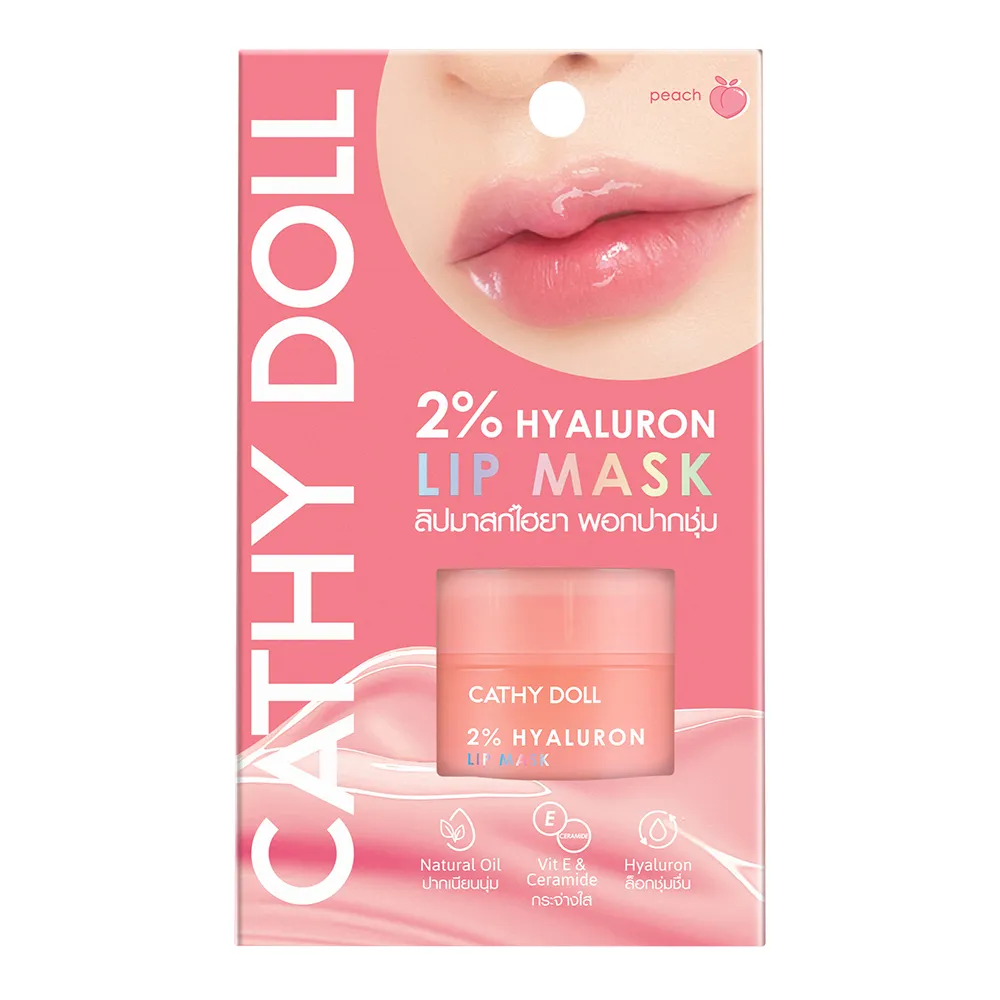 peach
CATHY DOLL
2% HYALURON
LIP MASK
ลิปมาสก์ไฮยา พอกปากชุ่ม
CATHY DOLL
2% HYALURON
LIP MASK
E
CERAMIDE
Natural Oil
ปากเนียนนุ่ม
Vit E &
Ceramide
กระจ่างใส
Hyaluron
ล็อกชุ่มชื่น